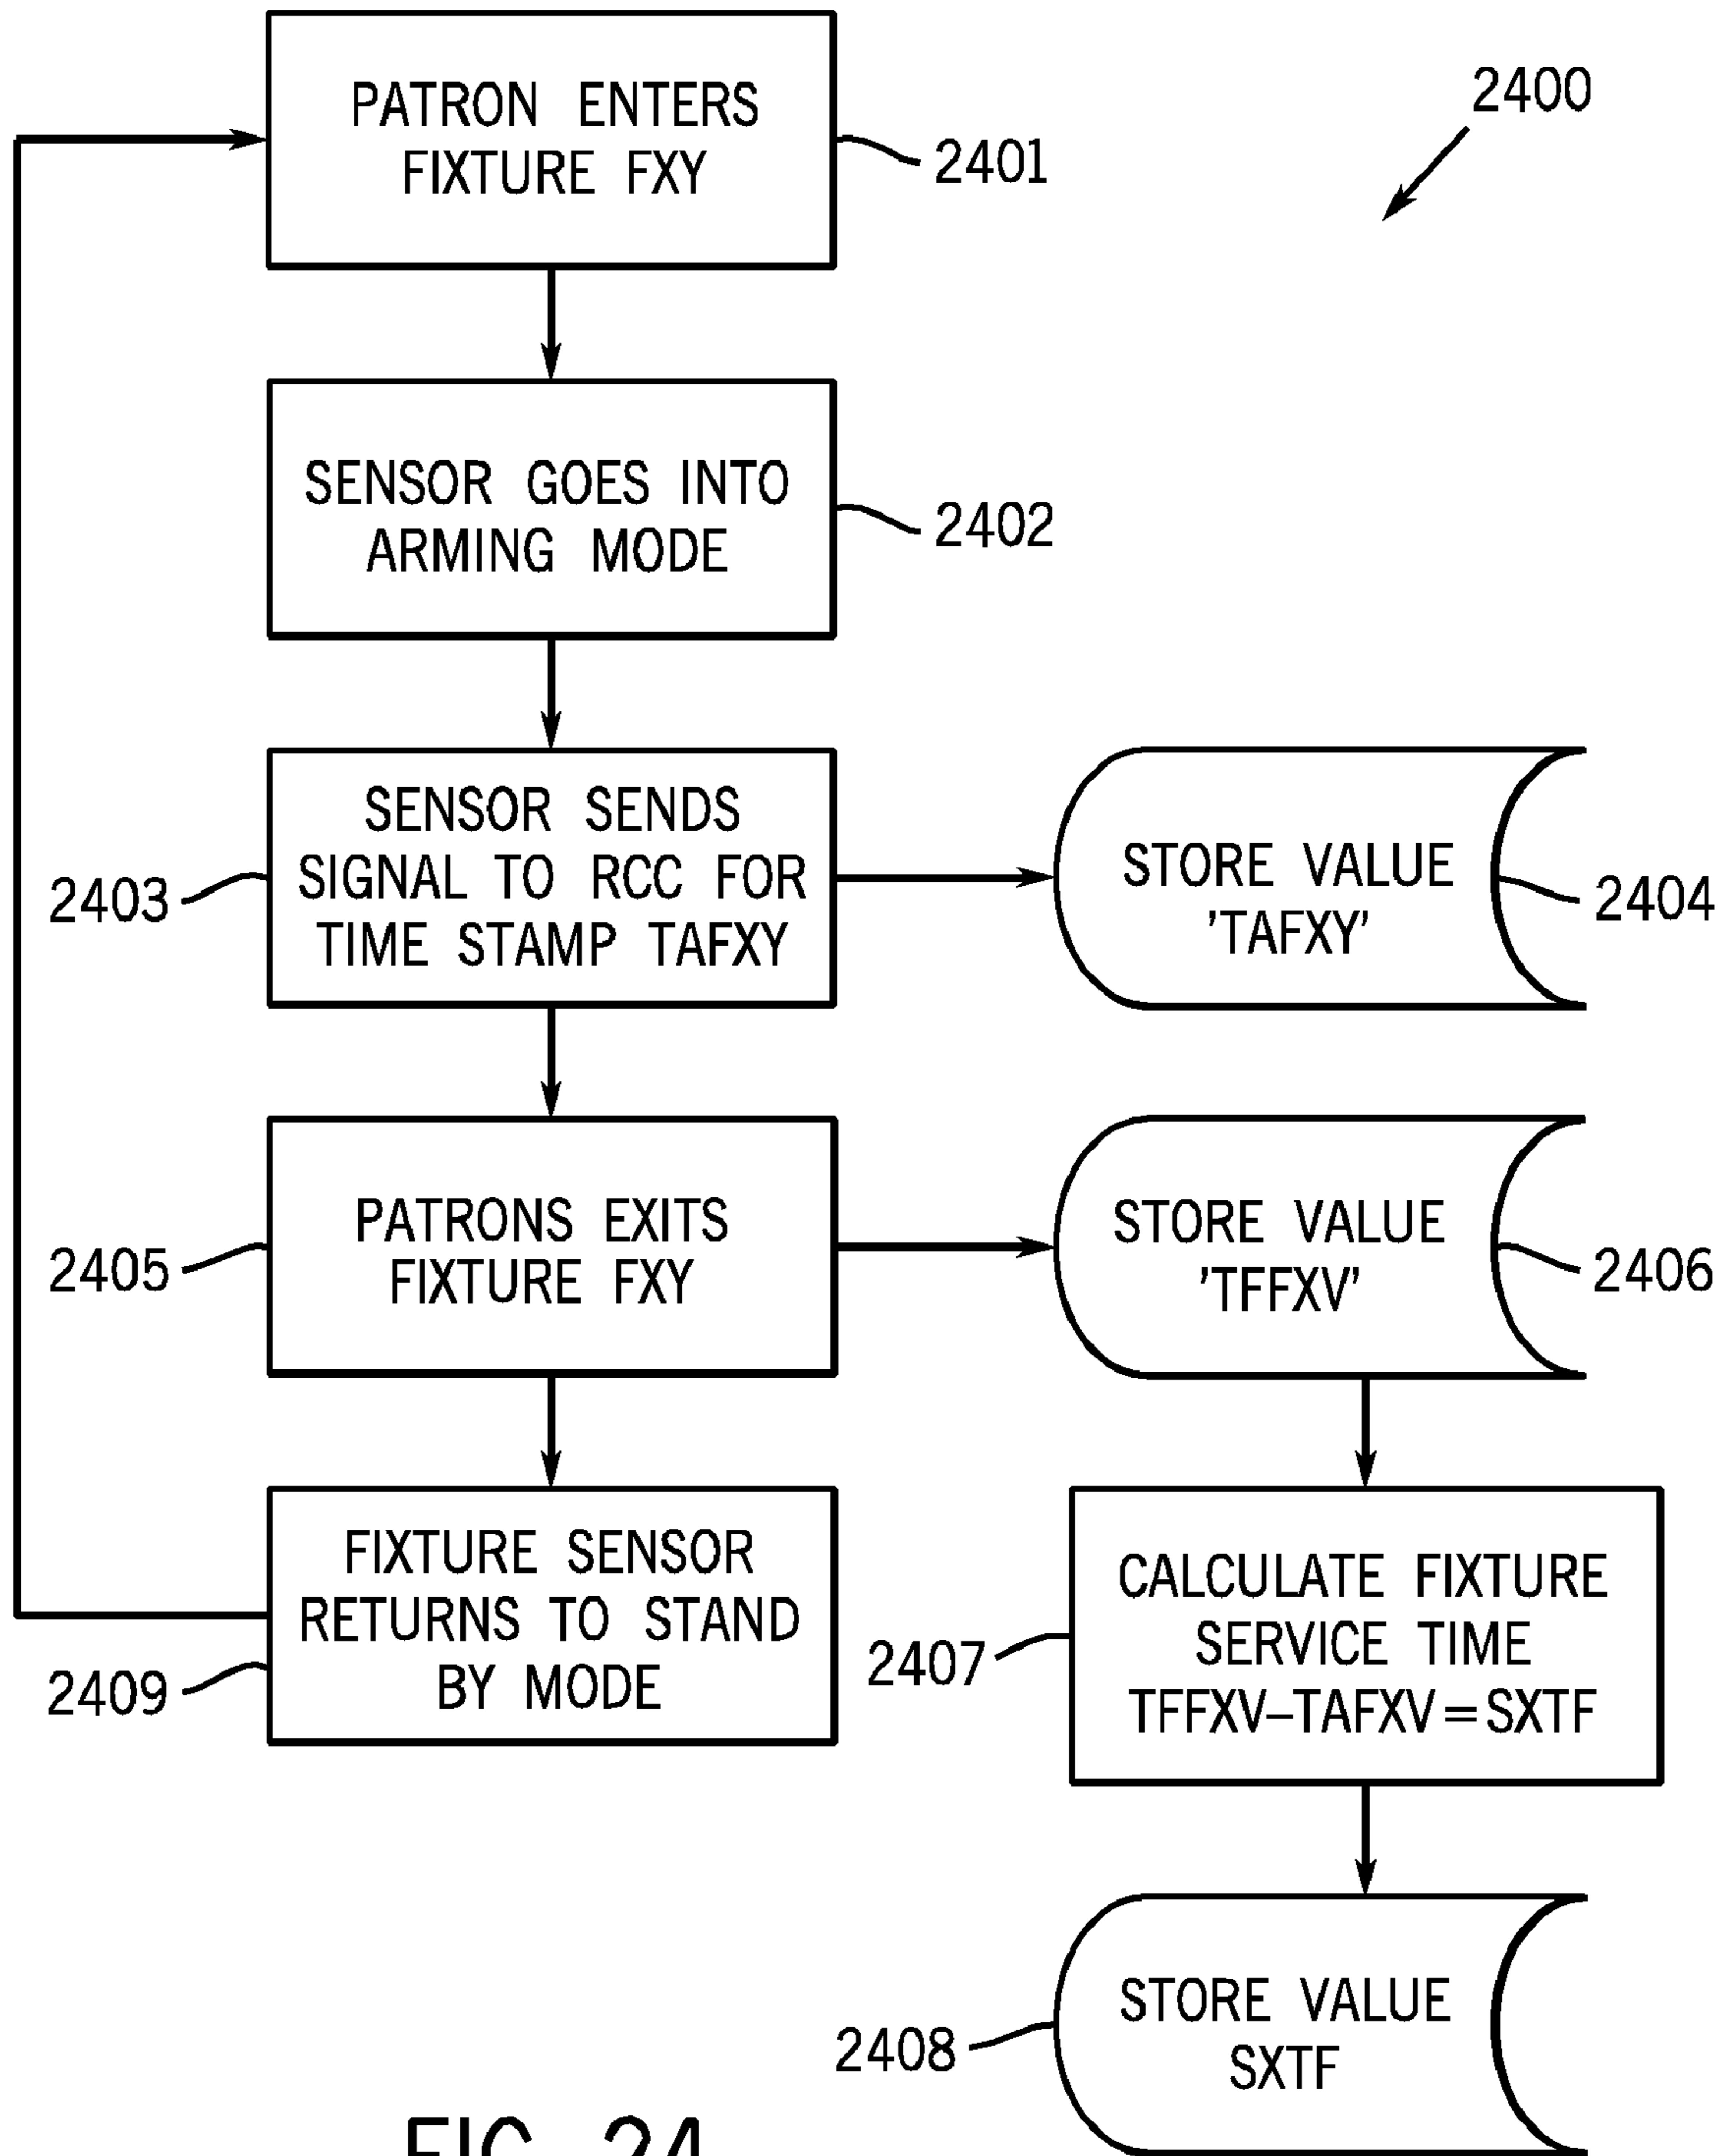 PATRON ENTERS
FIXTURE FXY
2400
2401
SENSOR GOES INTO
ARMING MODE
2402
SENSOR SENDS
SIGNAL TO RCC FOR
TIME STAMP TAFXY
2403
STORE VALUE
'TAFXY'
2404
PATRONS EXITS
FIXTURE FXY
2405
STORE VALUE
'TFFXV'
2406
FIXTURE SENSOR
RETURNS TO STAND
BY MODE
2409
CALCULATE FIXTURE
SERVICE TIME
TFFXV–TAFXV=SXTF
2407
STORE VALUE
SXTF
2408
FIG. 24